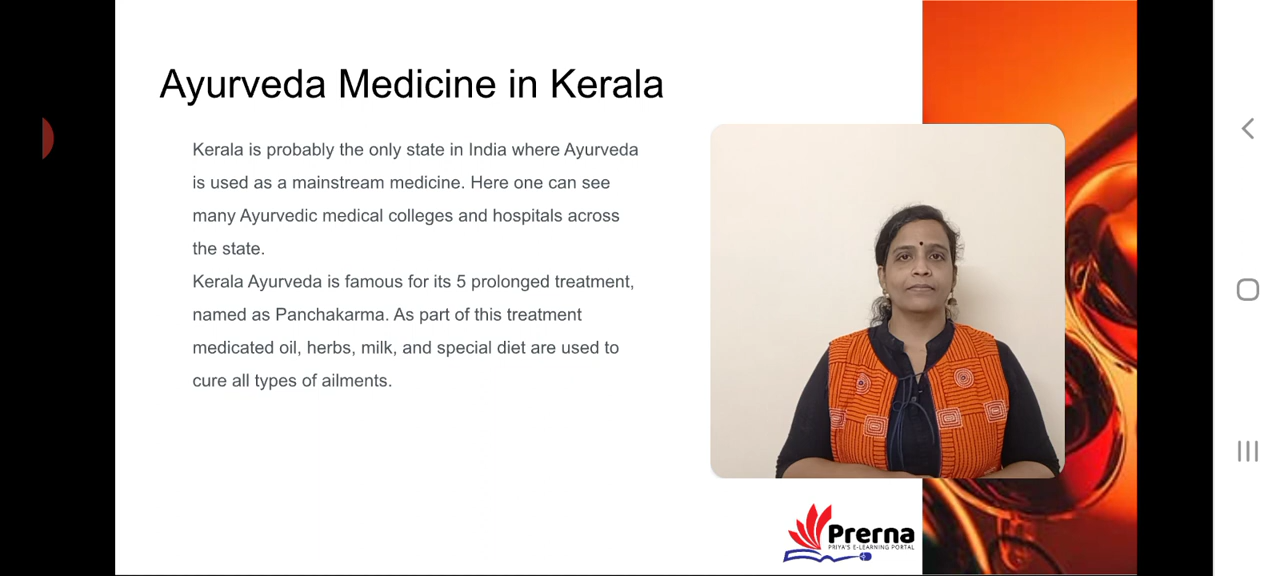 Ayurveda Medicine in Kerala
Kerala is probably the only state in India where Ayurveda
is used as a mainstream medicine. Here one can see
many Ayurvedic medical colleges and hospitals across
the state.
Kerala Ayurveda is famous for its 5 prolonged treatment,
named as Panchakarma. As part of this treatment
medicated oil, herbs, milk, and special diet are used to
cure all types of ailments.
Prerna
PRIYA'S E-LEARNING PORTAL